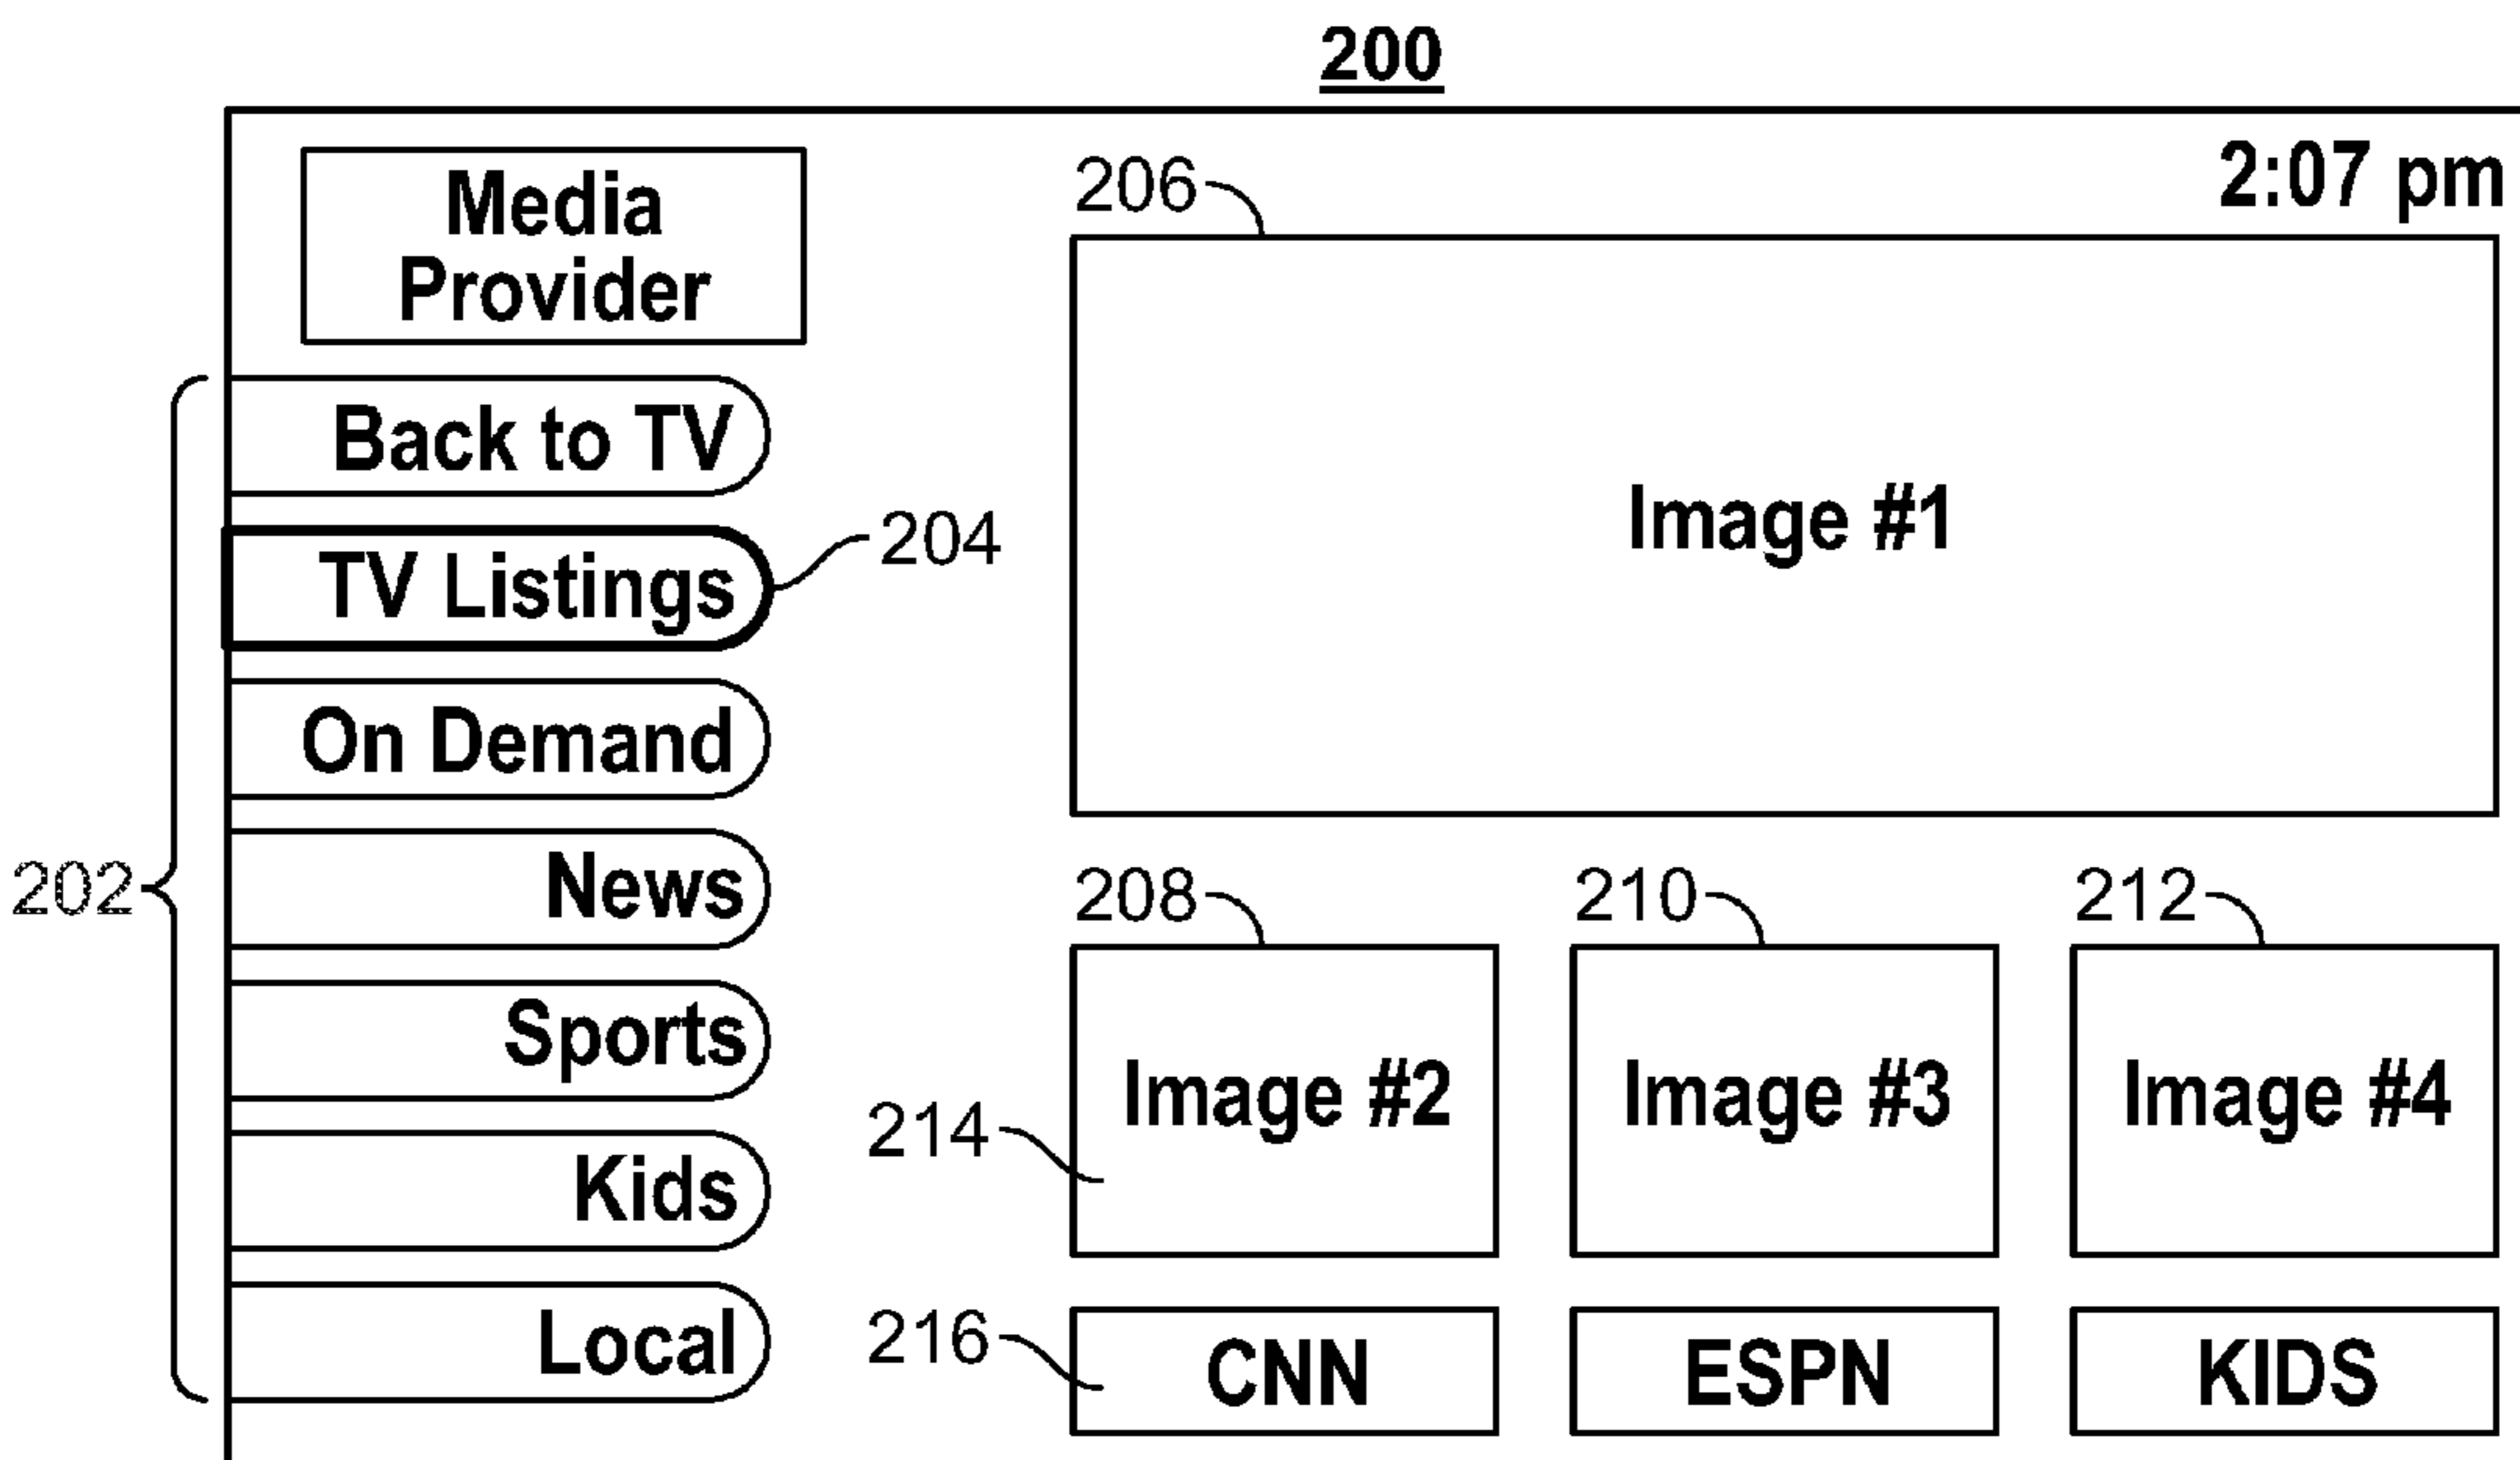 200
Media
Provider
2:07 pm
206
Back to TV
Image #1
TV Listings
204
On Demand
202
News
208
210
212
Sports
Image #2
Image #3
Image #4
214
Kids
Local
216
CNN
ESPN
KIDS